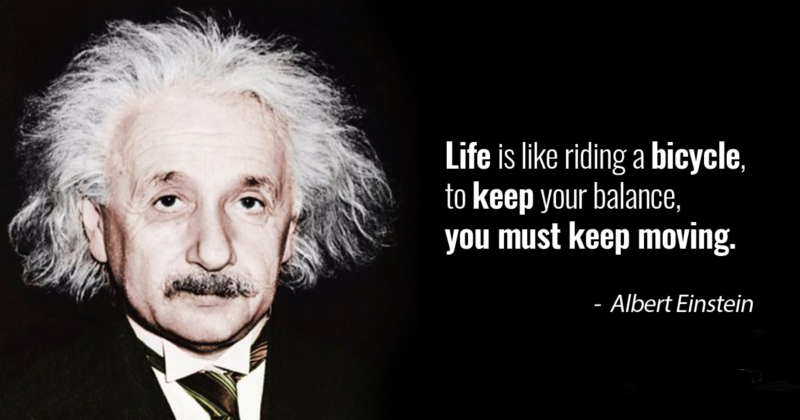 Life is like riding a bicycle,
to keep your balance,
you must keep moving.
- Albert Einstein